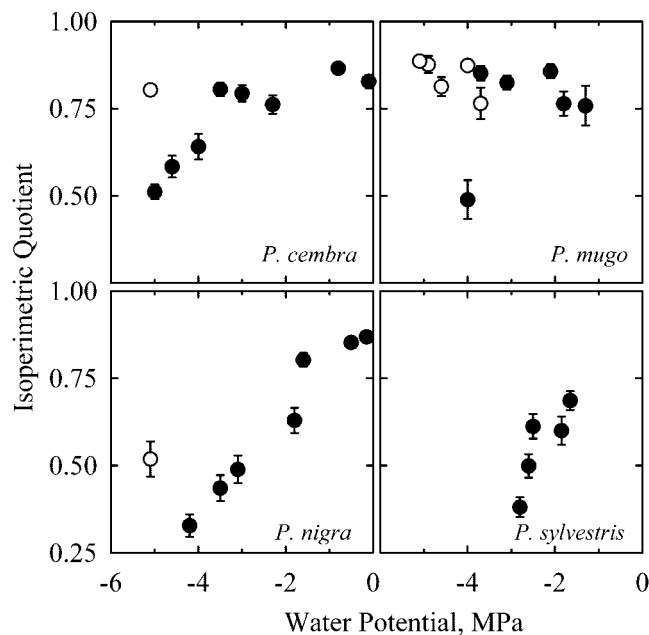 1.00
0.75
0.50
P. cembra
P. mugo
1.00
0.75
0.50
0.25
P. nigra
P. sylvestris
-6
-4
-2
0
-4
-2
0
Isoperimetric Quotient
Water Potential, MPa